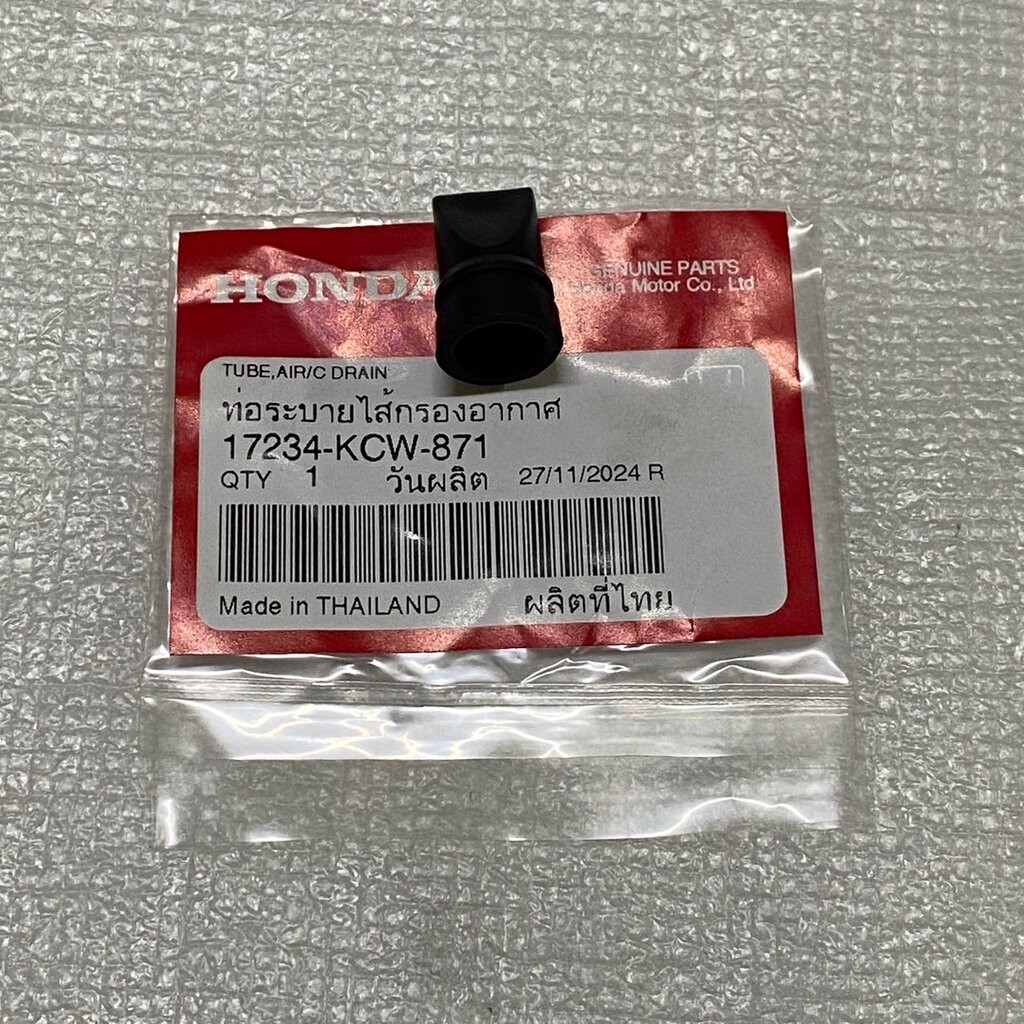 HONDA
GENUINE PARTS
Honda Motor Co., Ltd
TUBE,AIR/C DRAIN
ท่อระบายไส้กรองอากาศ
17234-KCW-871
QTY 1 วันผลิต 27/11/2024 R
Made in THAILAND ผลิตที่ไทย